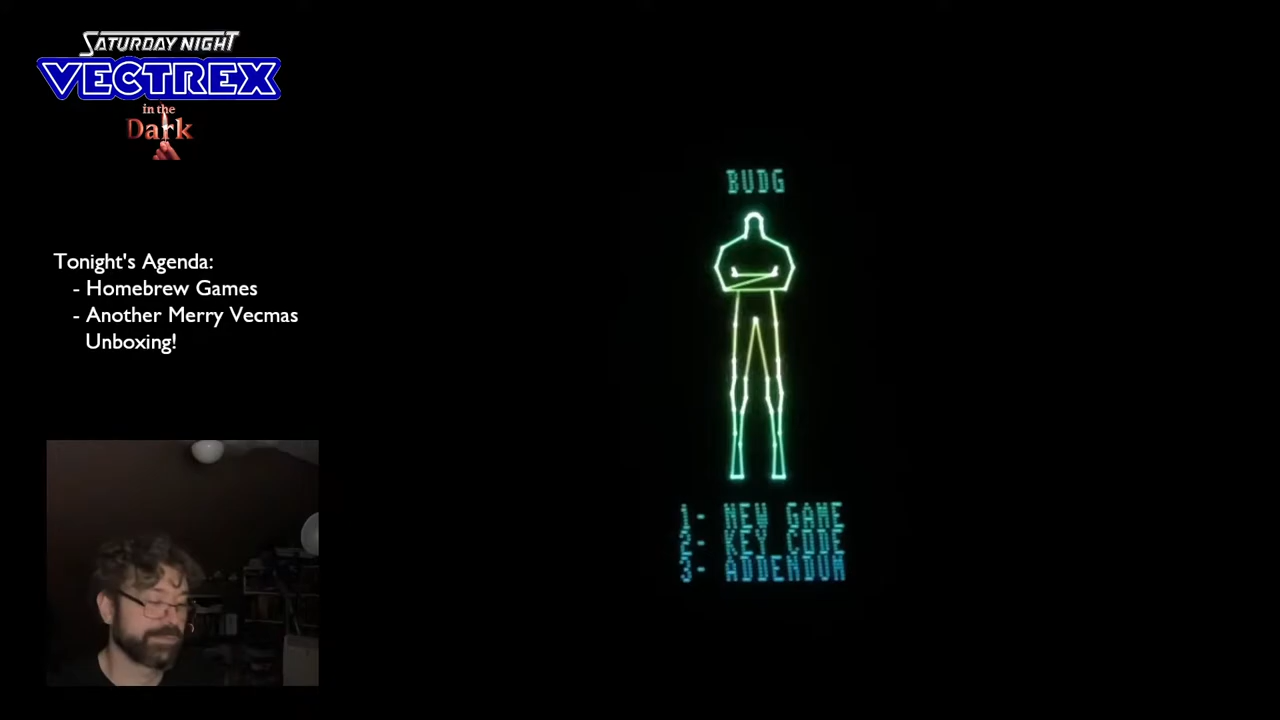 SATURDAY NIGHT
VECTREX
in the
Dark
Tonight's Agenda:
- Homebrew Games
- Another Merry Vecmas
Unboxing!
BUDG
1- NEW GAME
2- KEY CODE
3- ADDENDUM